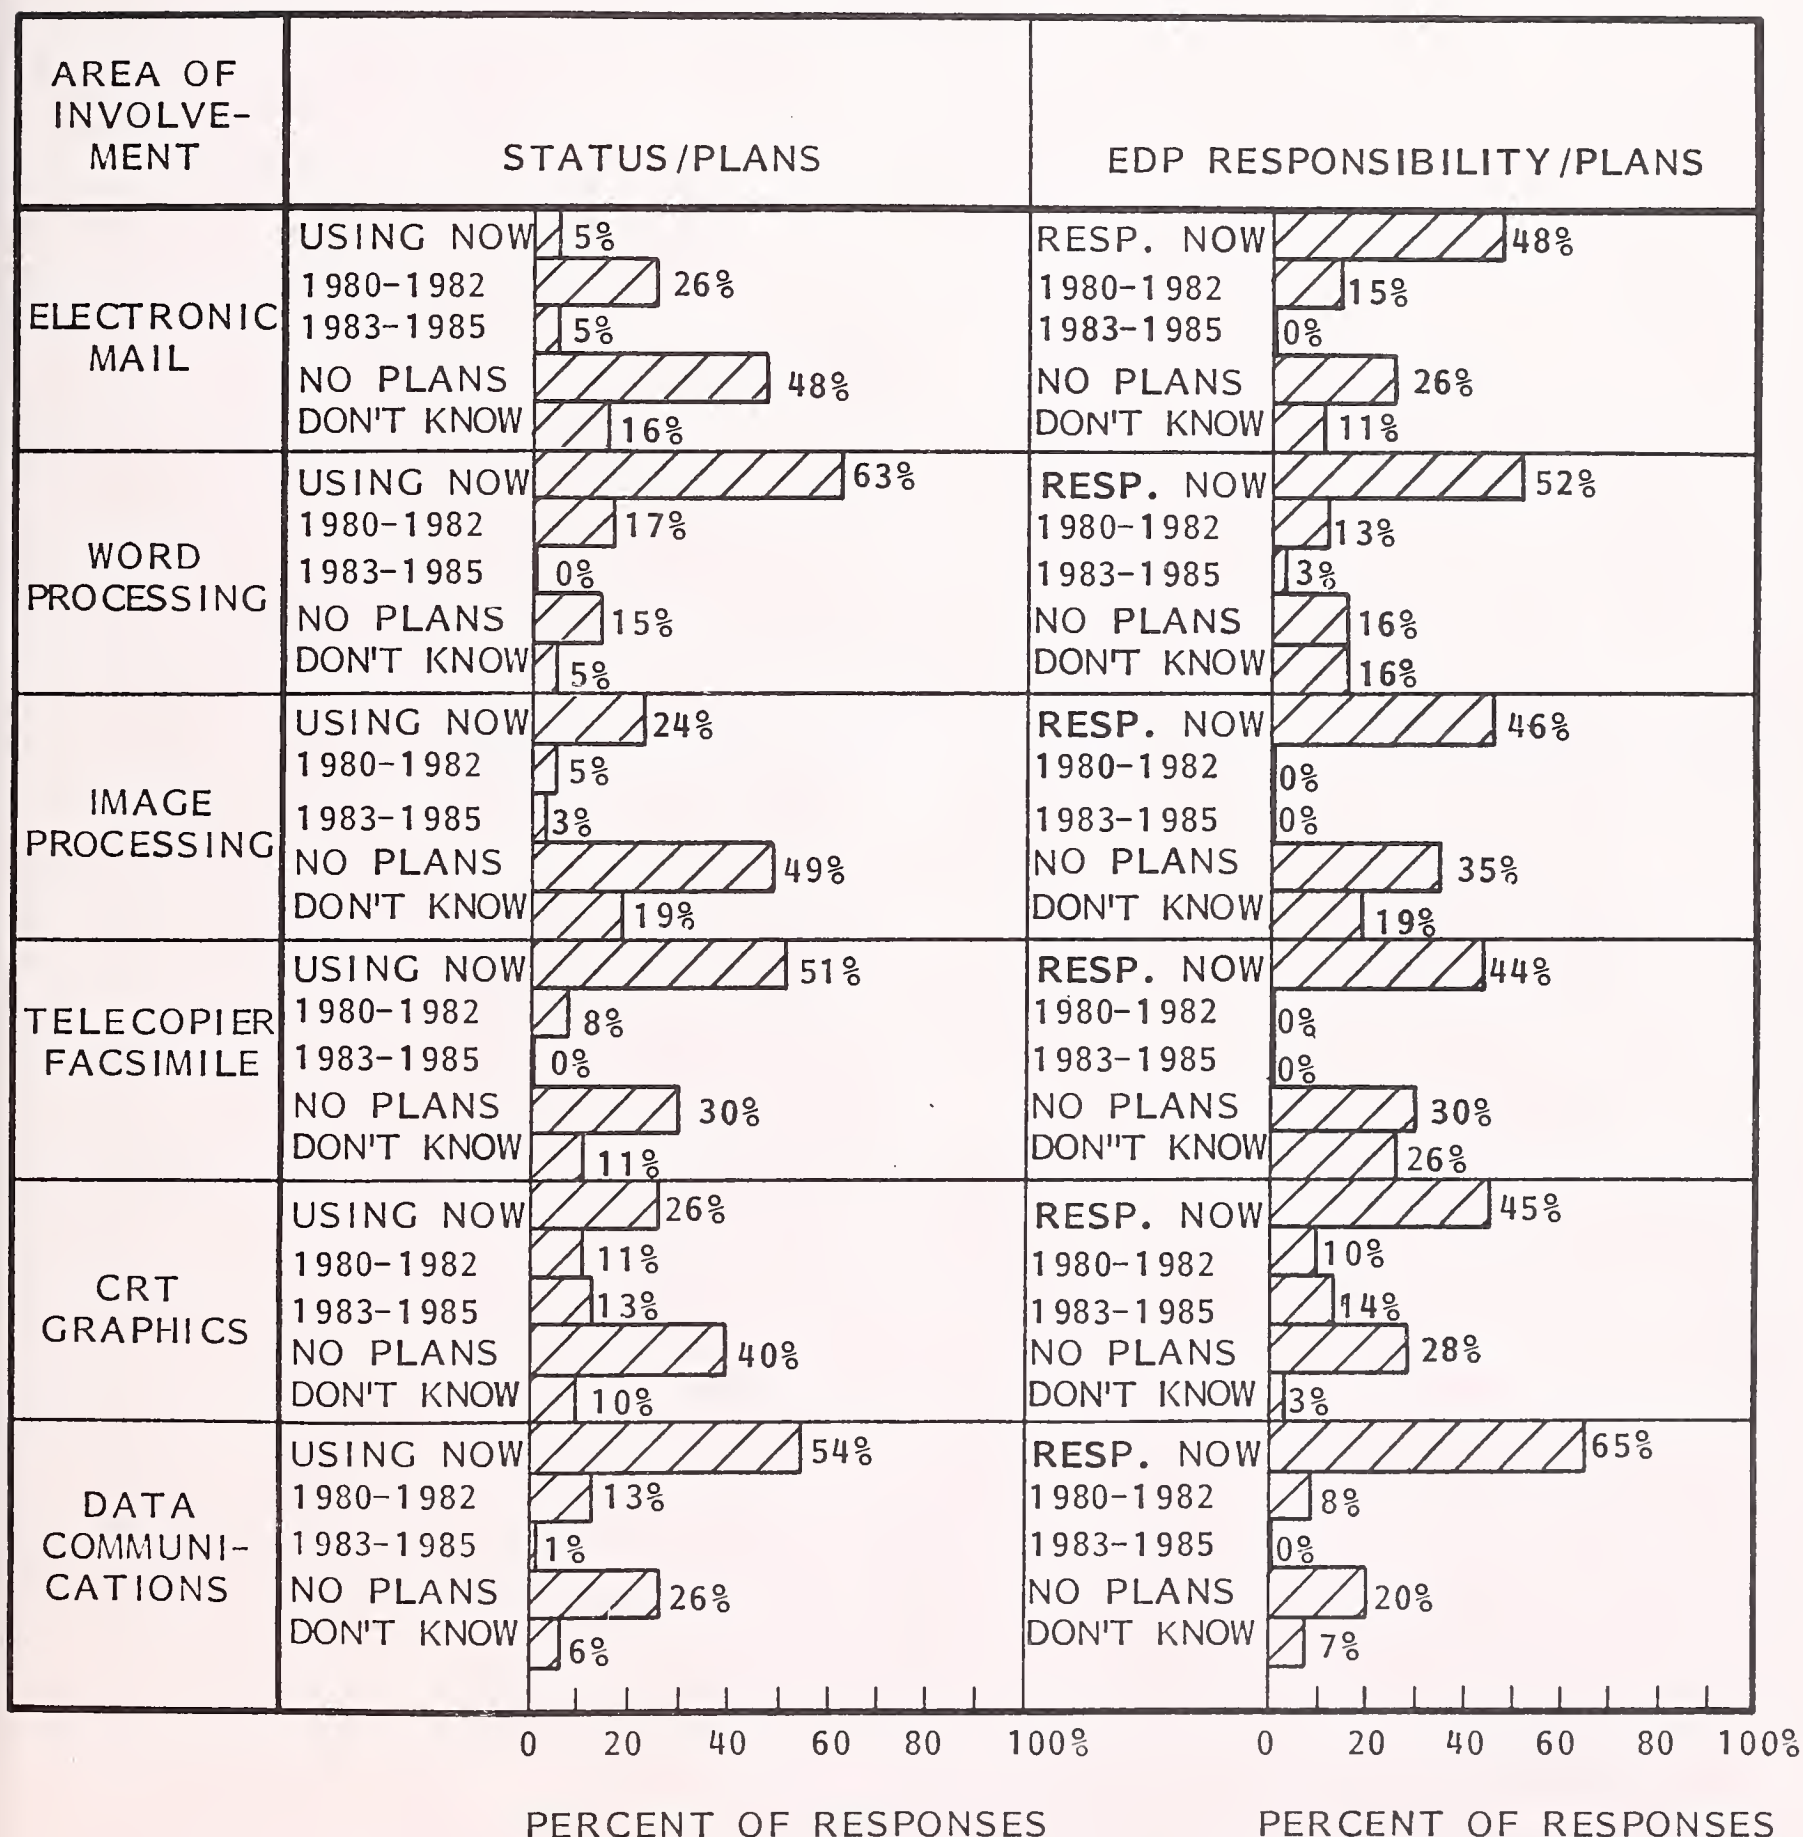 AREA OF
INVOLVE-
MENT
STATUS/PLANS
EDP RESPONSIBILITY/PLANS
ELECTRONIC
MAIL
USING NOW 5%
1980-1982 26%
1983-1985 5%
NO PLANS 48%
DON'T KNOW 16%
RESP. NOW 48%
1980-1982 15%
1983-1985 0%
NO PLANS 26%
DON'T KNOW 11%
WORD
PROCESSING
USING NOW 63%
1980-1982 17%
1983-1985 0%
NO PLANS 15%
DON'T KNOW 5%
RESP. NOW 52%
1980-1982 13%
1983-1985 3%
NO PLANS 16%
DON'T KNOW 16%
IMAGE
PROCESSING
USING NOW 24%
1980-1982 5%
1983-1985 3%
NO PLANS 49%
DON'T KNOW 19%
RESP. NOW 46%
1980-1982 0%
1983-1985 0%
NO PLANS 35%
DON'T KNOW 19%
TELECOPIER
FACSIMILE
USING NOW 51%
1980-1982 8%
1983-1985 0%
NO PLANS 30%
DON'T KNOW 11%
RESP. NOW 44%
1980-1982 0%
1983-1985 0%
NO PLANS 30%
DON"T KNOW 26%
CRT
GRAPHICS
USING NOW 26%
1980-1982 11%
1983-1985 13%
NO PLANS 40%
DON'T KNOW 10%
RESP. NOW 45%
1980-1982 10%
1983-1985 14%
NO PLANS 28%
DON'T KNOW 3%
DATA
COMMUNI-
CATIONS
USING NOW 54%
1980-1982 13%
1983-1985 1%
NO PLANS 26%
DON'T KNOW 6%
RESP. NOW 65%
1980-1982 8%
1983-1985 0%
NO PLANS 20%
DON'T KNOW 7%
0 20 40 60 80 100%
0 20 40 60 80 100%
PERCENT OF RESPONSES
PERCENT OF RESPONSES